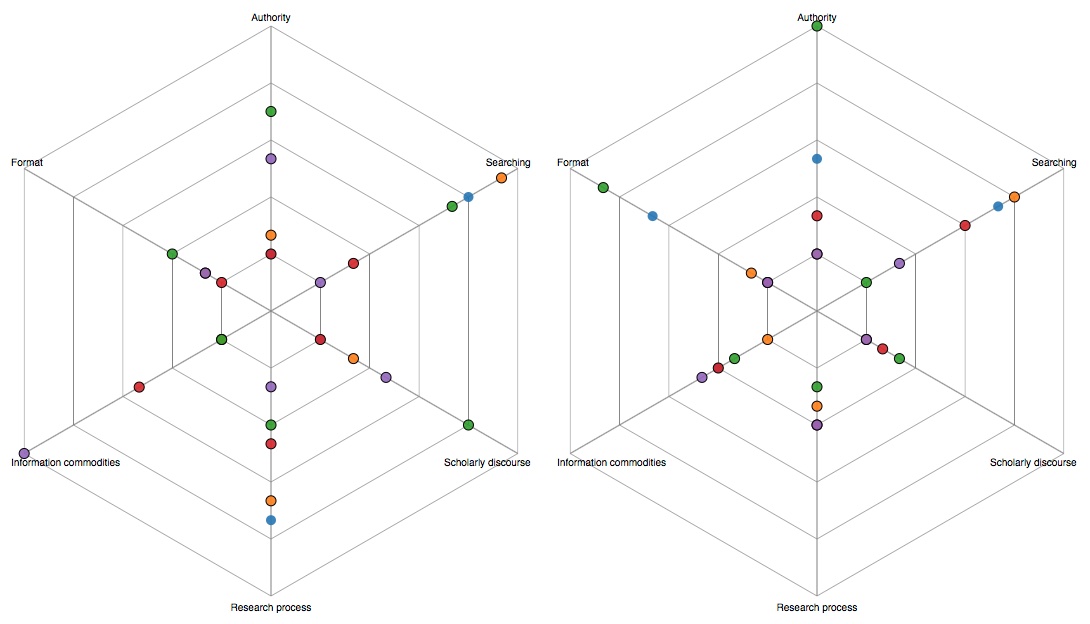 Authority
Authority
Format
Searching
Format
Searching
Information commodities
Scholarly discourse
Information commodities
Scholarly discourse
Research process
Research process